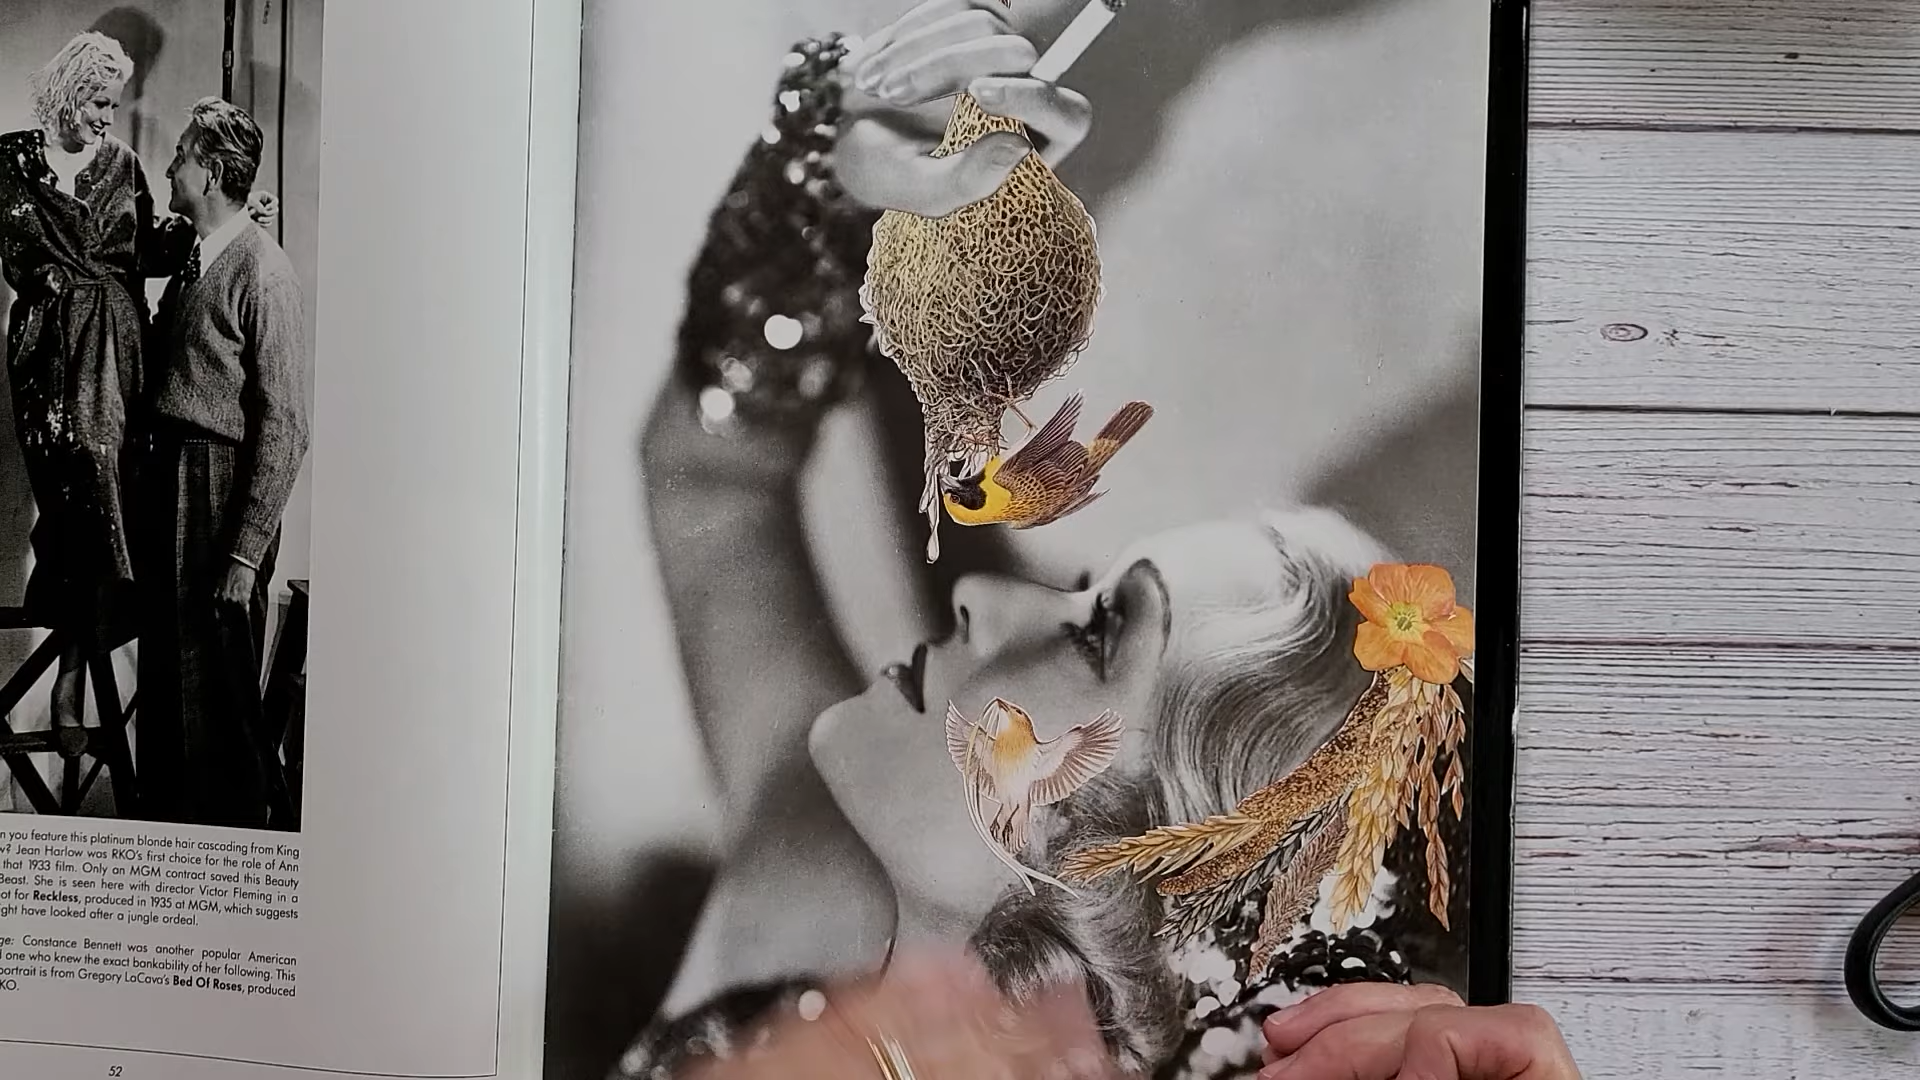 n you feature this platinum blonde hair cascading from King
w? Jean Harlow was RKO's first choice for the role of Ann
that 1933 film. Only an MGM contract saved this Beauty
Beast. She is seen here with director Victor Fleming in a
ot for Reckless, produced in 1935 at MGM, which suggests
ght have looked after a jungle ordeal.
ge: Constance Bennett was another popular American
one who knew the exact bankability of her following. This
portrait is from Gregory LaCava's Bed Of Roses, produced
KO.
52